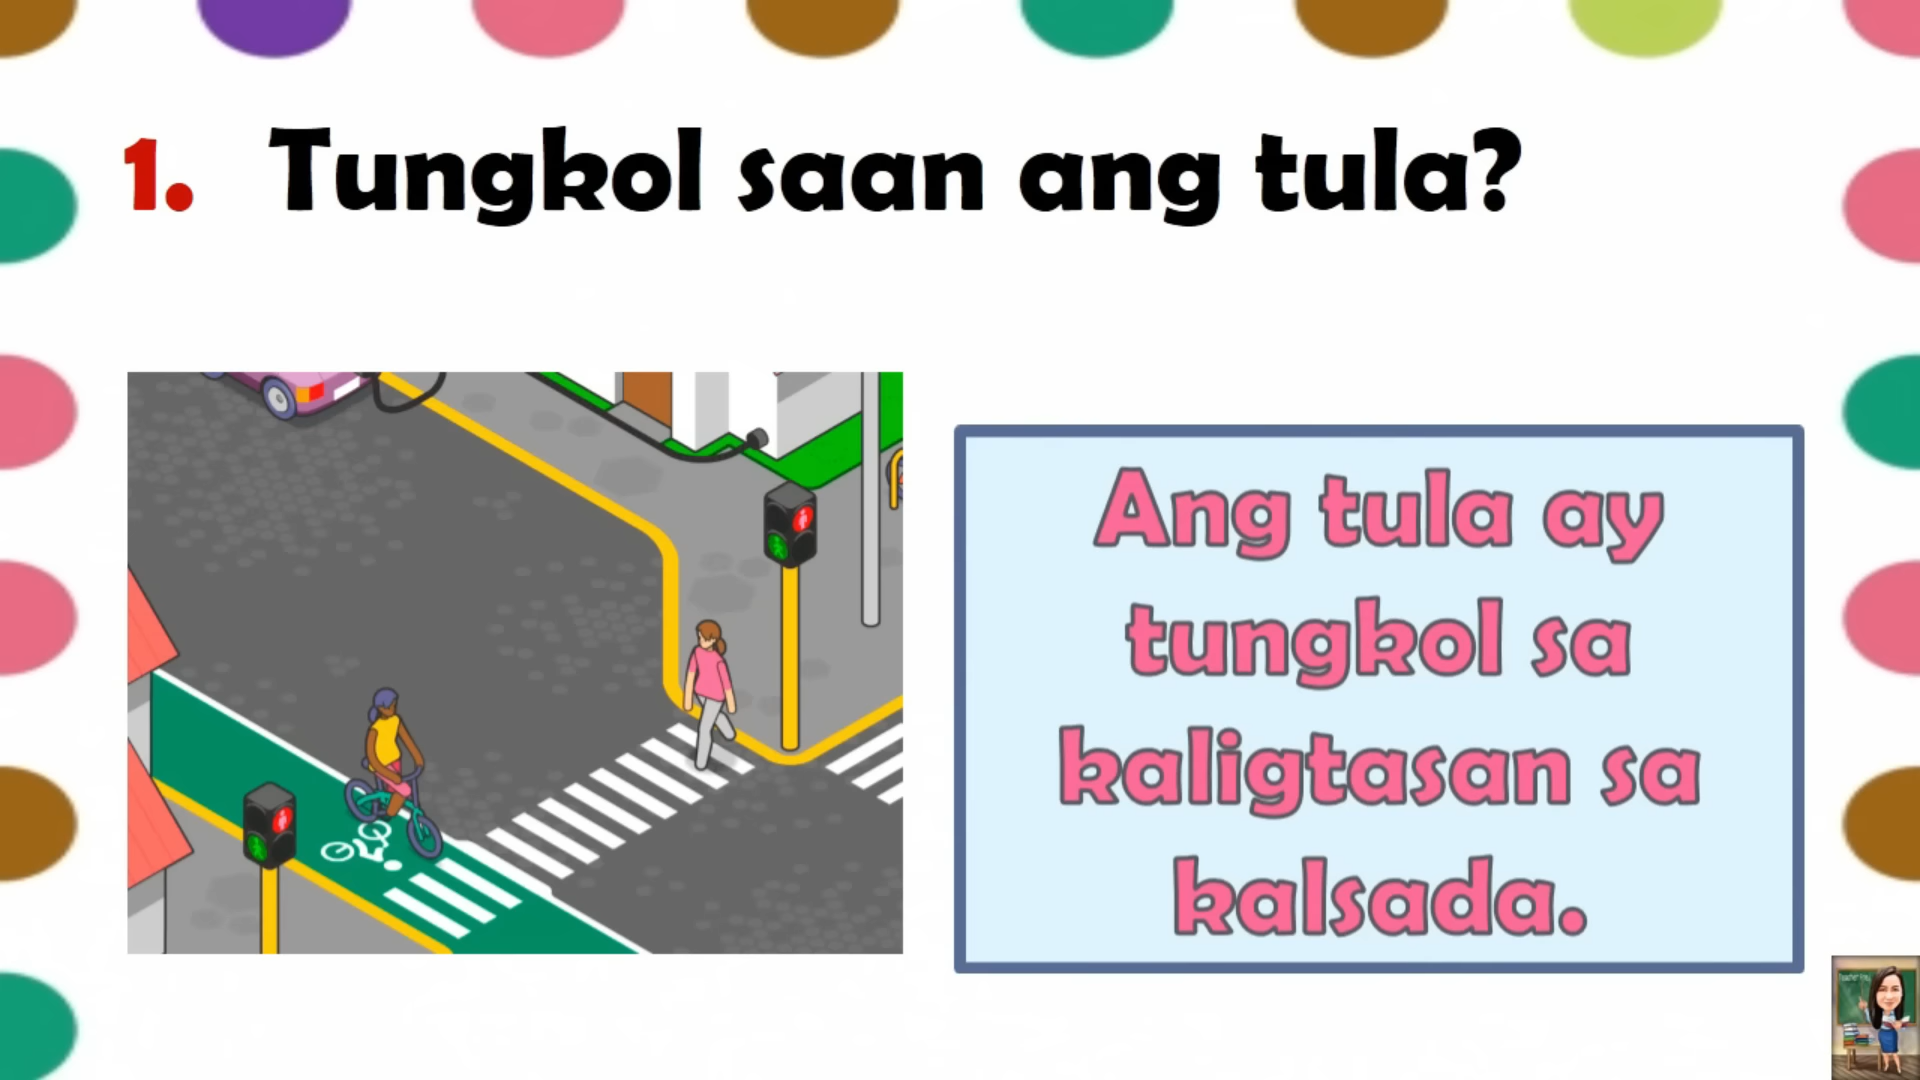 1. Tungkol saan ang tula?
Ang tula ay
tungkol sa
kaligtasan sa
kalsada.